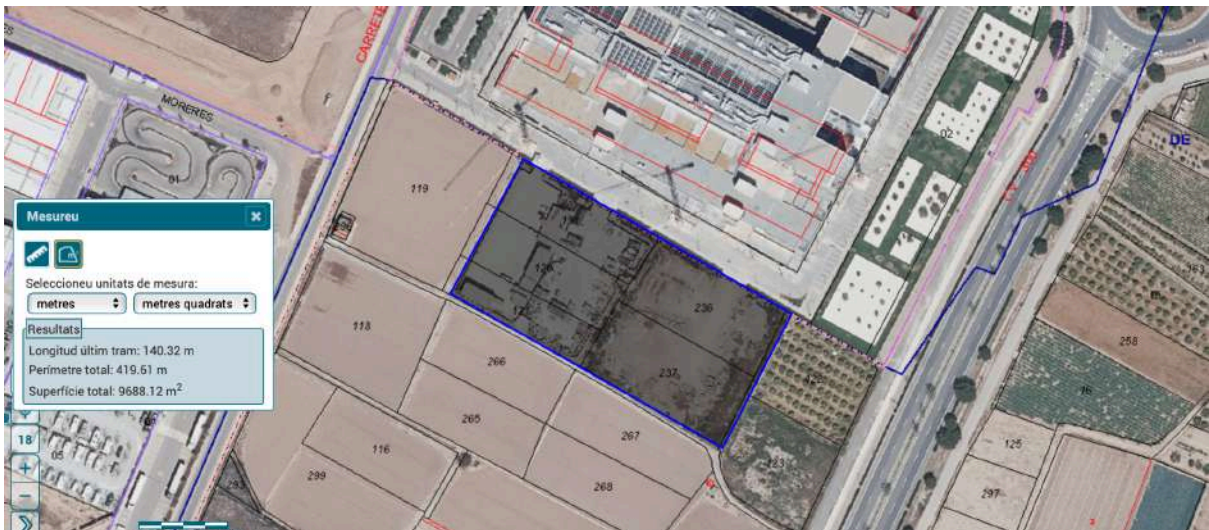 CARRETE
MORERES
01
02
DE
119
118
236
237
266
265
267
268
116
299
258
125
297
16
18
Mesureu
Seleccioneu unitats de mesura:
metres
metres quadrats
Resultats
Longitud últim tram: 140.32 m
Perímetre total: 419.61 m
Superfície total: 9688.12 m²